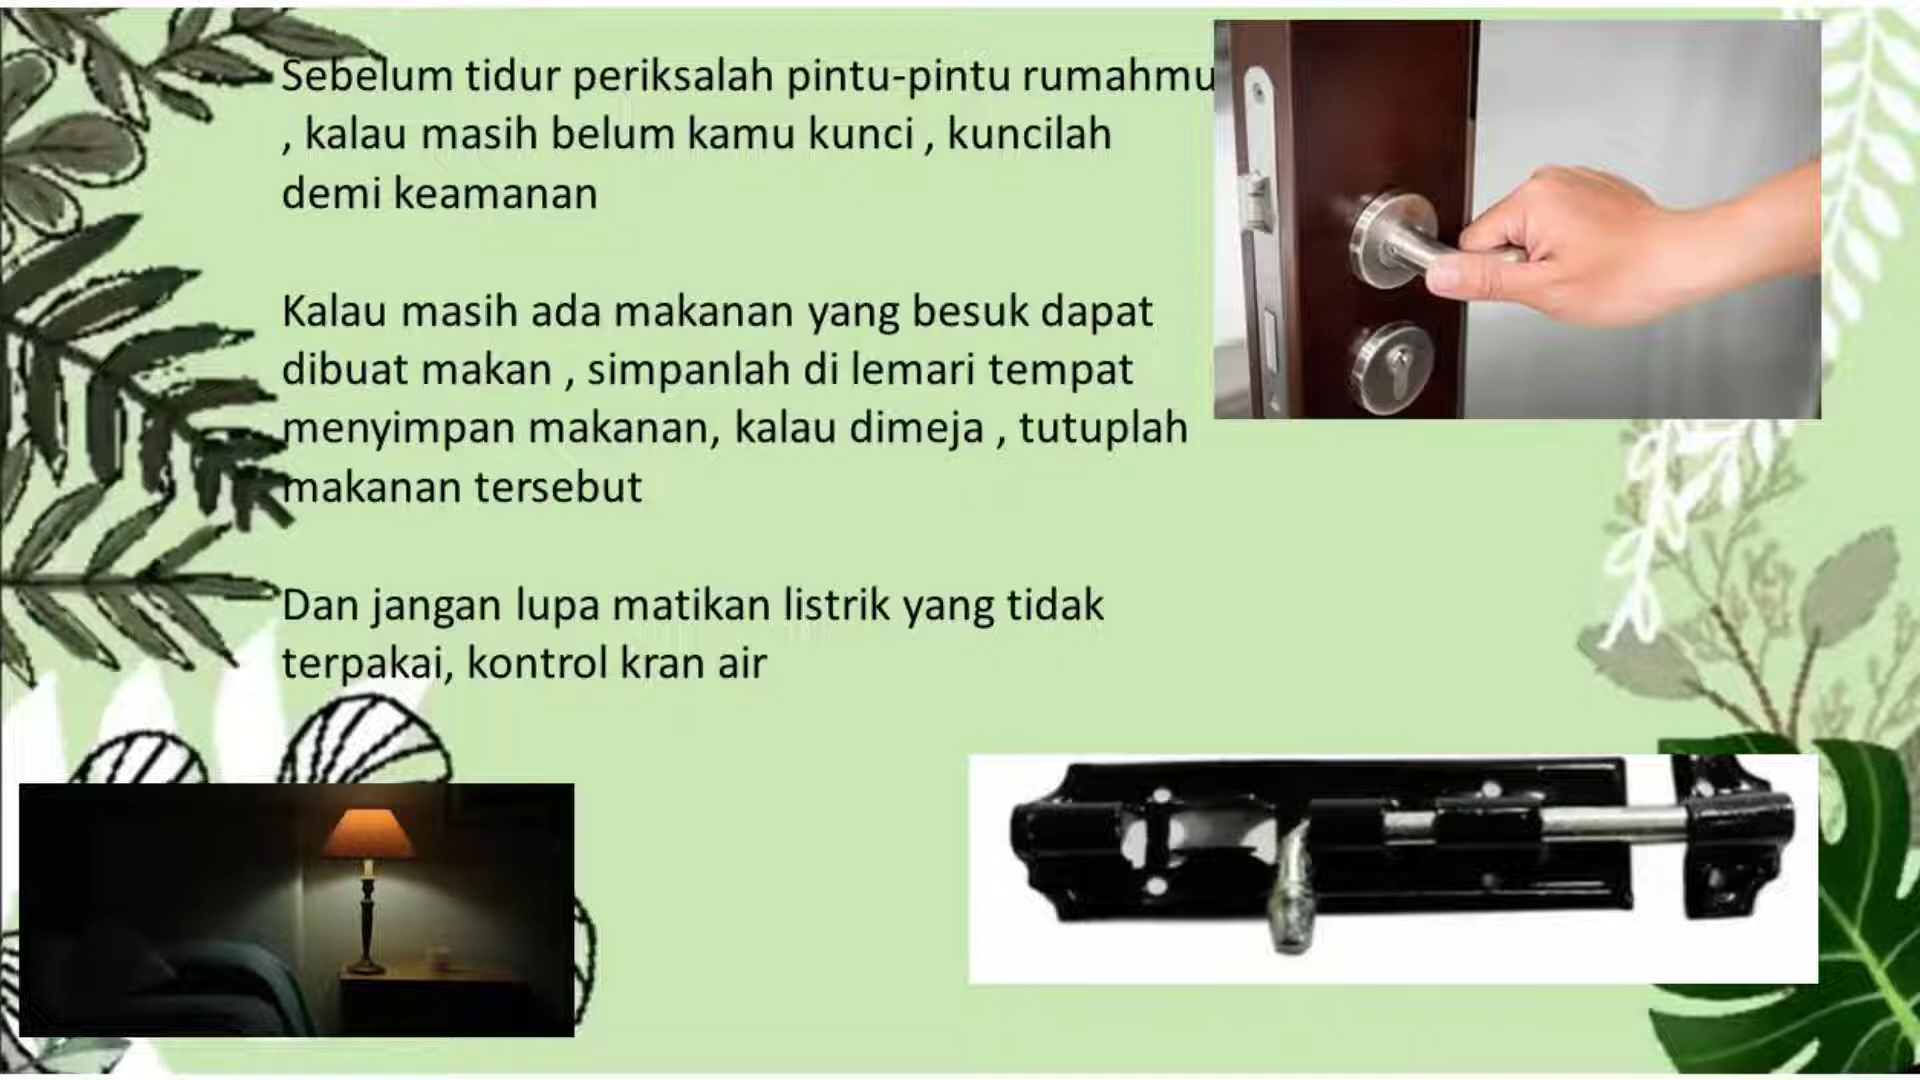 Sebelum tidur periksalah pintu-pintu rumahmu
, kalau masih belum kamu kunci , kuncilah
demi keamanan
Kalau masih ada makanan yang besuk dapat
dibuat makan , simpanlah di lemari tempat
menyimpan makanan, kalau dimeja , tutuplah
makanan tersebut
Dan jangan lupa matikan listrik yang tidak
terpakai, kontrol kran air